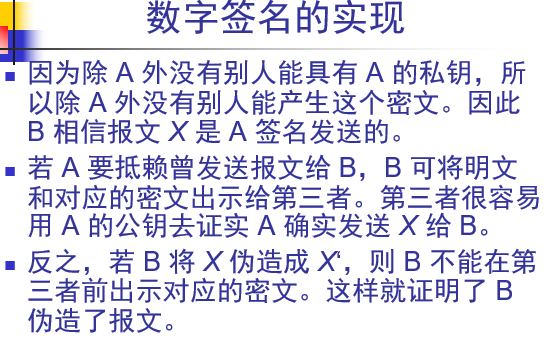 数字签名的实现
因为除 A 外没有别人能具有 A 的私钥，所
以除 A 外没有别人能产生这个密文。因此
B 相信报文 X 是 A 签名发送的。
若 A 要抵赖曾发送报文给 B，B 可将明文
和对应的密文出示给第三者。第三者很容易
用 A 的公钥去证实 A 确实发送 X 给 B。
反之，若 B 将 X 伪造成 X‘，则 B 不能在第
三者前出示对应的密文。这样就证明了 B
伪造了报文。